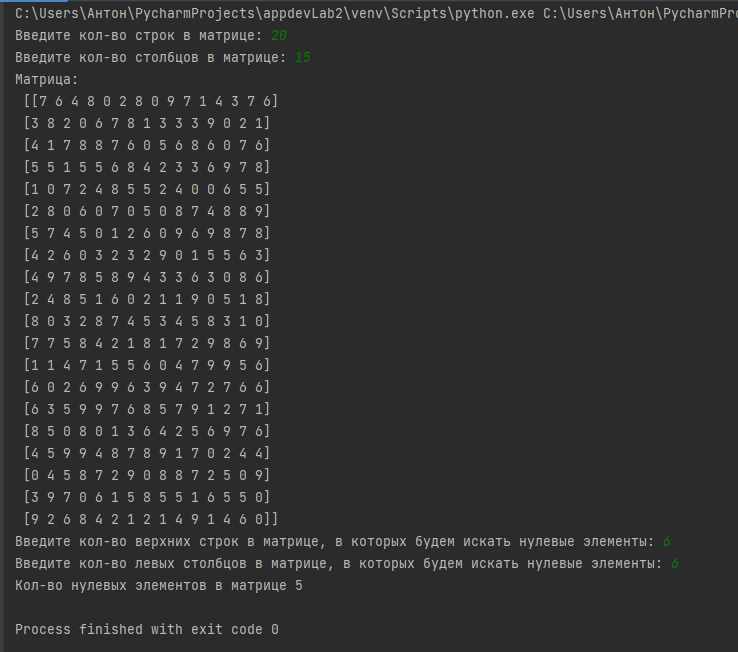 C:\Users\Антон\PycharmProjects\appdevLab2\venv\Scripts\python.exe C:\Users\Антон\PycharmPro
Введите кол-во строк в матрице: 20
Введите кол-во столбцов в матрице: 15
Матрица:
[[7 6 4 8 0 2 8 0 9 7 1 4 3 7 6]
[3 8 2 0 6 7 8 1 3 3 3 9 0 2 1]
[4 1 7 8 8 7 6 0 5 6 8 6 0 7 6]
[5 5 1 5 5 6 8 4 2 3 3 6 9 7 8]
[1 0 7 2 4 8 5 5 2 4 0 0 6 5 5]
[2 8 0 6 0 7 0 5 0 8 7 4 8 8 9]
[5 7 4 5 0 1 2 6 0 9 6 9 8 7 8]
[4 2 6 0 3 2 3 2 9 0 1 5 5 6 3]
[4 9 7 8 5 8 9 4 3 3 6 3 0 8 6]
[2 4 8 5 1 6 0 2 1 1 9 0 5 1 8]
[8 0 3 2 8 7 4 5 3 4 5 8 3 1 0]
[7 7 5 8 4 2 1 8 1 7 2 9 8 6 9]
[1 1 4 7 1 5 5 6 0 4 7 9 9 5 6]
[6 0 2 6 9 9 6 3 9 4 7 2 7 6 6]
[6 3 5 9 9 7 6 8 5 7 9 1 2 7 1]
[8 5 0 8 0 1 3 6 4 2 5 6 9 7 6]
[4 5 9 9 4 8 7 8 9 1 7 0 2 4 4]
[0 4 5 8 7 2 9 0 8 8 7 2 5 0 9]
[3 9 7 0 6 1 5 8 5 5 1 6 5 5 0]
[9 2 6 8 4 2 1 2 1 4 9 1 4 6 0]]
Введите кол-во верхних строк в матрице, в которых будем искать нулевые элементы: 6
Введите кол-во левых столбцов в матрице, в которых будем искать нулевые элементы: 6
Кол-во нулевых элементов в матрице 5
Process finished with exit code 0